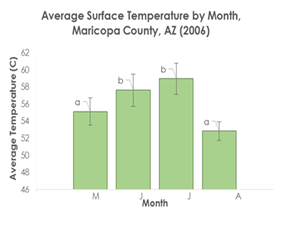 Average Surface Temperature by Month,
Maricopa County, AZ (2006)
Average Temperature (C)
62
60
58
56
54
52
50
48
46
a
b
b
a
M
J
J
A
Month